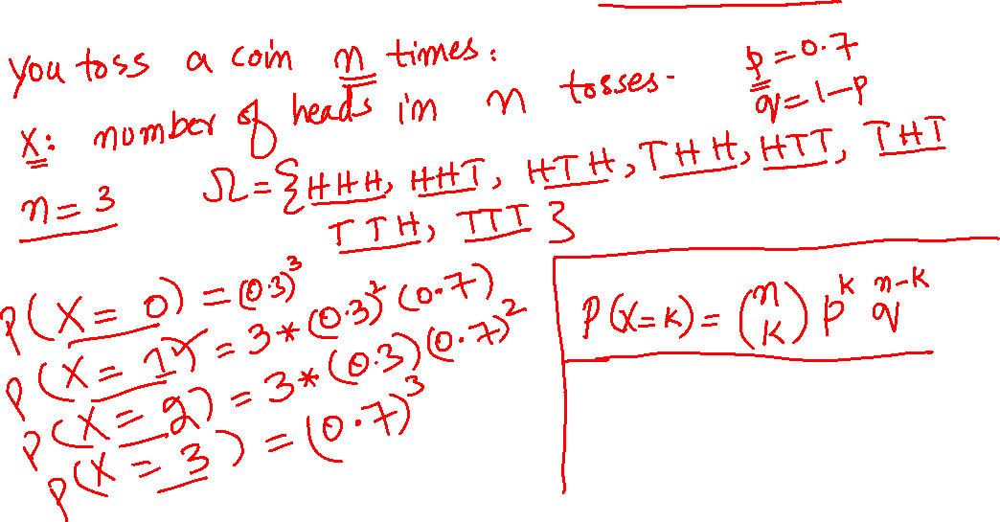 You toss a coin n times.
X: number of heads in n tosses.
p = 0.7
q = 1-p
n = 3
Ω = {HHH, HHT, HTH, THH, HTT, THT
TTH, TTT}
P(X = 0) = (0.3)³
P(X = 1) = 3*(0.3)²(0.7)
P(X = 2) = 3*(0.3)(0.7)²
P(X = 3) = (0.7)³
P(X=k) = (n k) p^k q^n-k